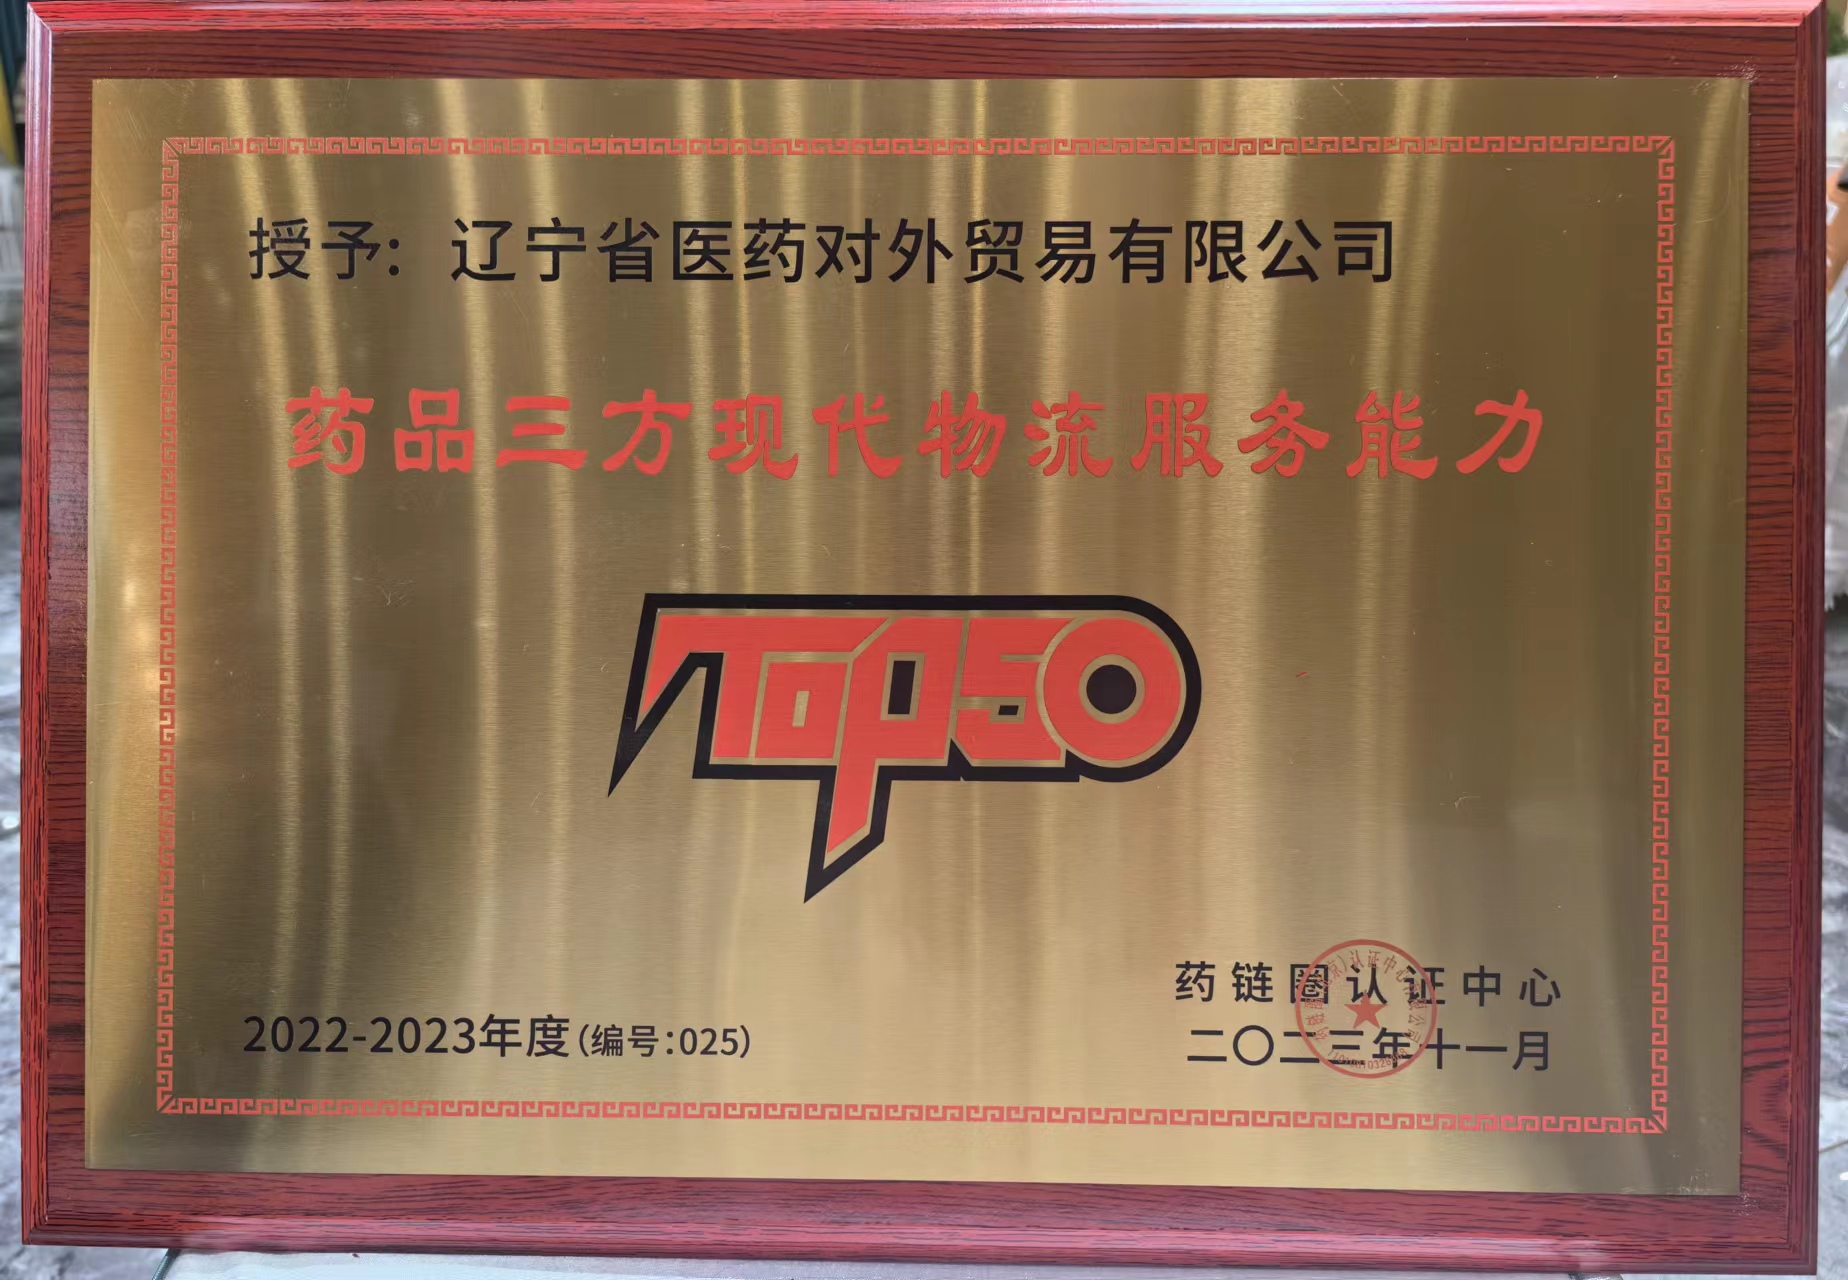 授予：辽宁省医药对外贸易有限公司
药品三方现代物流服务能力
TOP50
2022-2023年度（编号：025）
药链圈认证中心
二〇二三年十一月